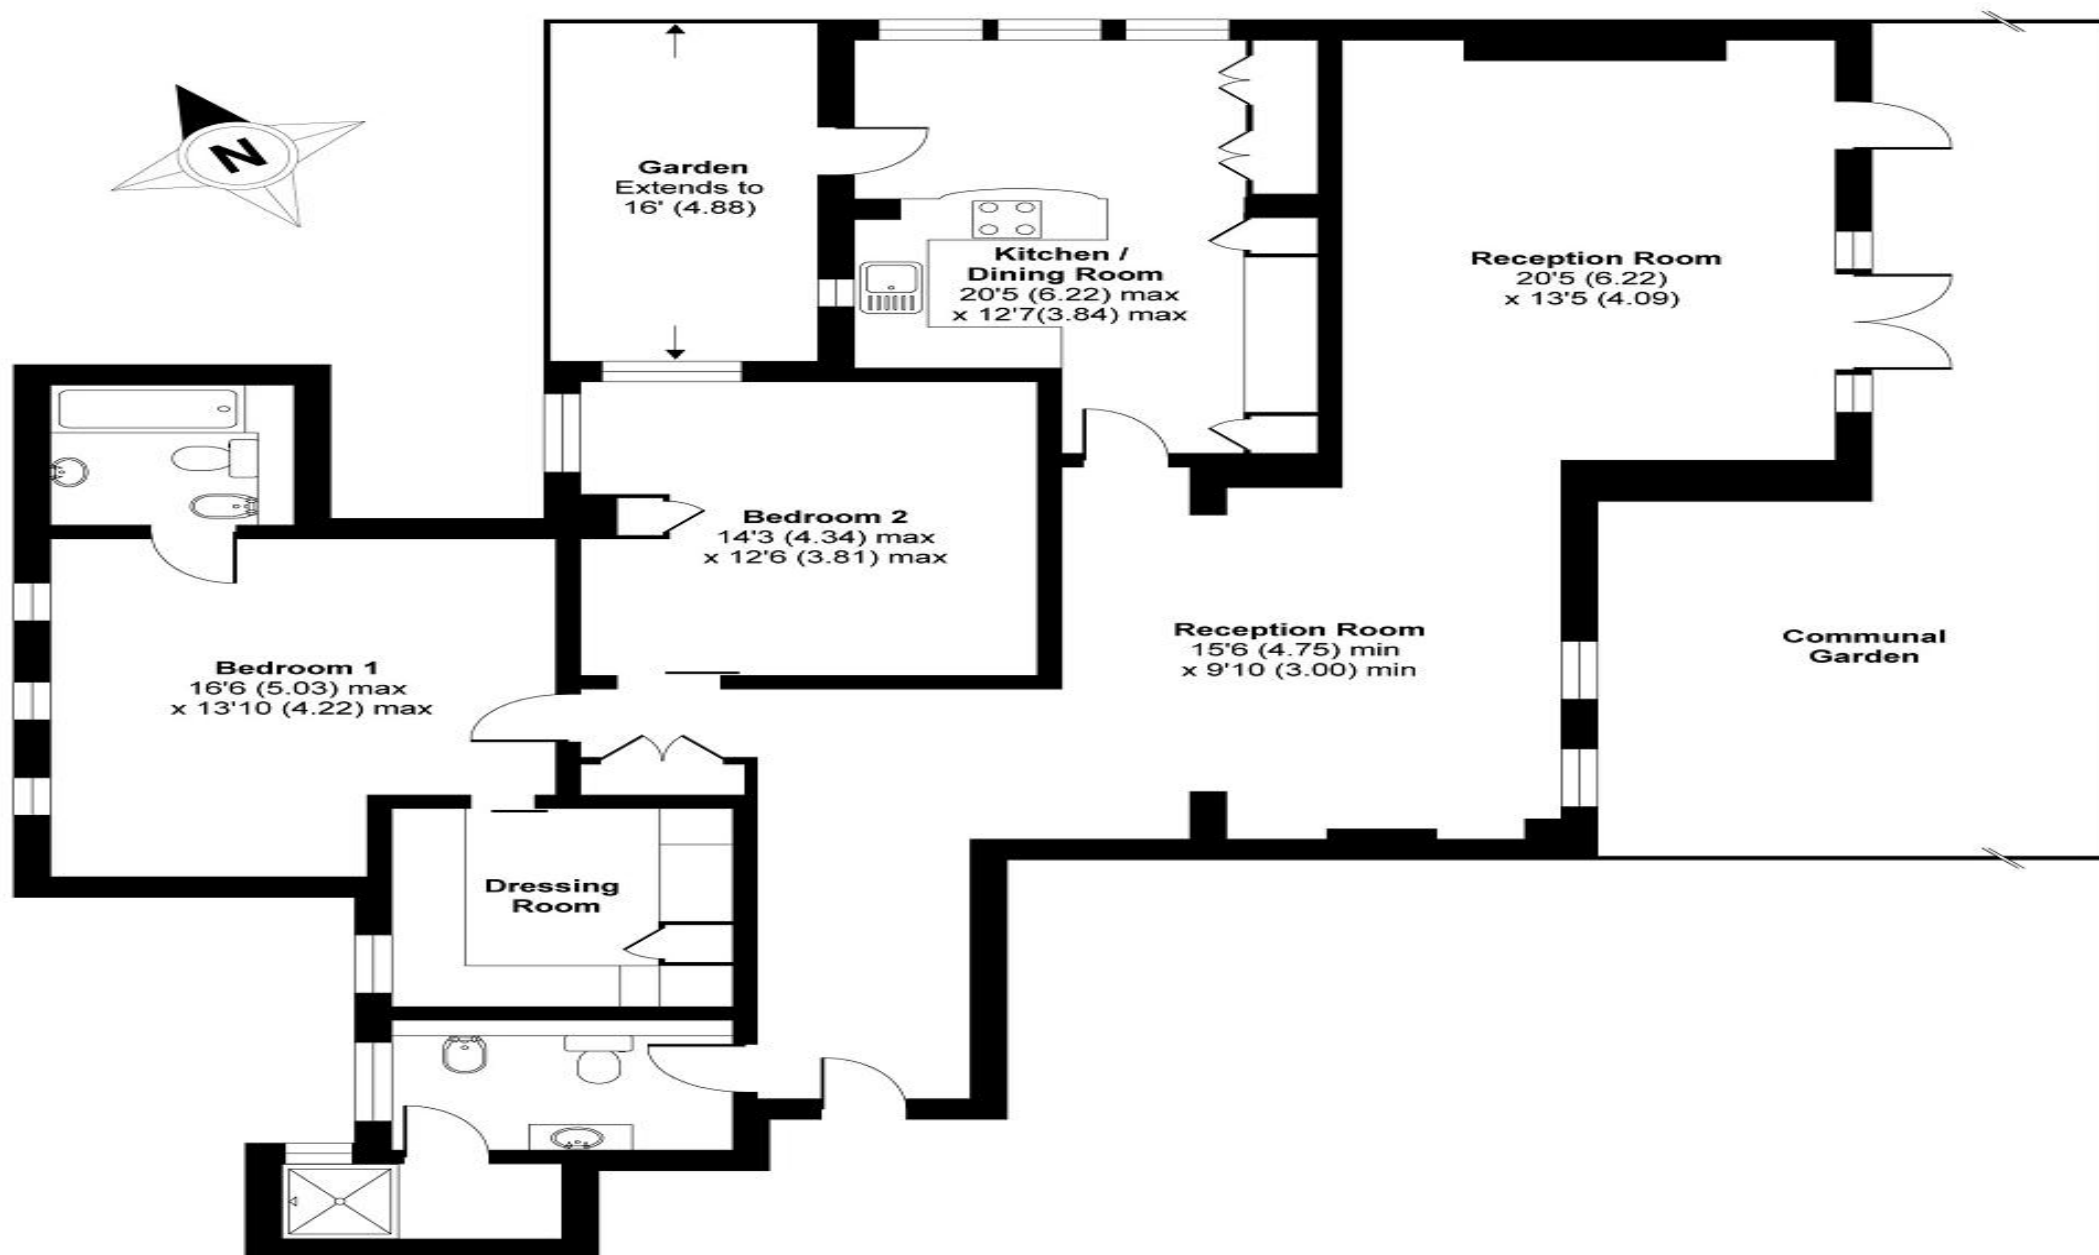 N
Garden
Extends to
16' (4.88)
Kitchen /
Dining Room
20'5 (6.22) max
x 12'7(3.84) max
Reception Room
20'5 (6.22)
x 13'5 (4.09)
Bedroom 2
14'3 (4.34) max
x 12'6 (3.81) max
Bedroom 1
16'6 (5.03) max
x 13'10 (4.22) max
Reception Room
15'6 (4.75) min
x 9'10 (3.00) min
Communal
Garden
Dressing
Room